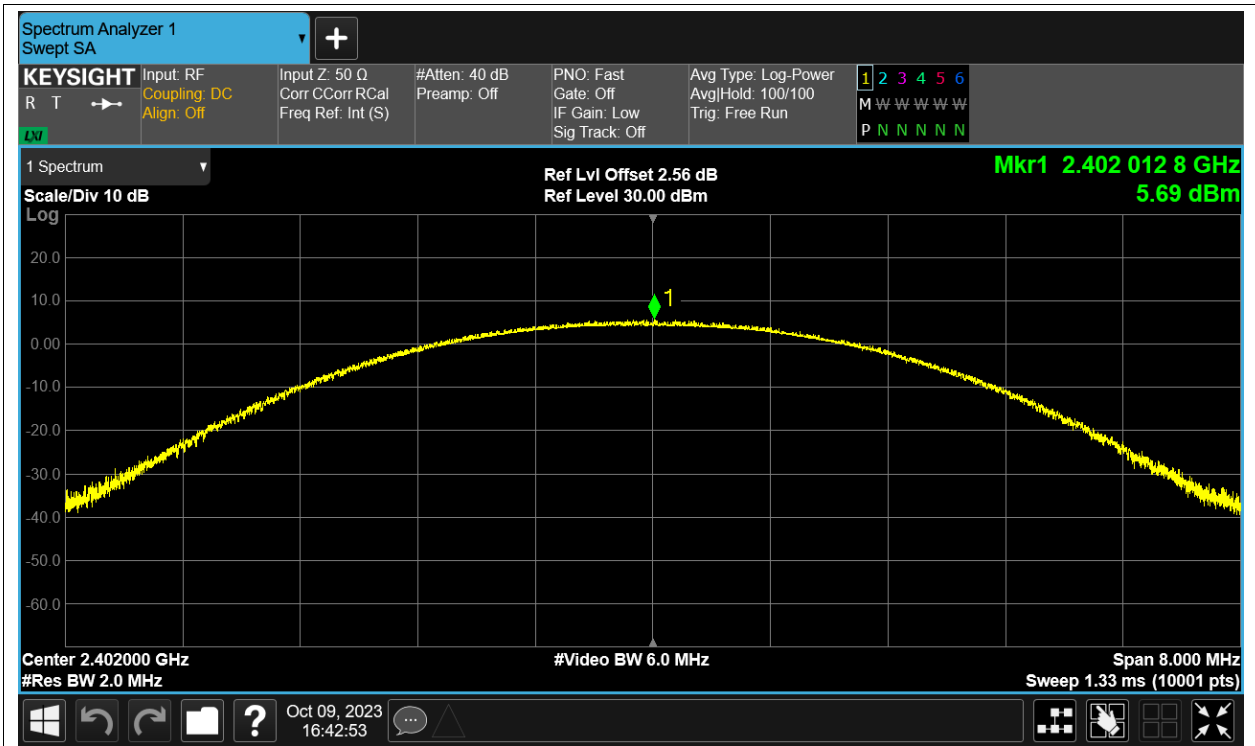 Spectrum Analyzer 1
Swept SA
KEYSIGHT
R T
LXI
Input: RF
Coupling: DC
Align: Off
Input Z: 50 Ω
Corr CCorr RCal
Freq Ref: Int (S)
#Atten: 40 dB
Preamp: Off
PNO: Fast
Gate: Off
IF Gain: Low
Sig Track: Off
Avg Type: Log-Power
Avg|Hold: 100/100
Trig: Free Run
1 2 3 4 5 6
M W W W W W
P N N N N N
1 Spectrum
Scale/Div 10 dB
Log
Ref Lvl Offset 2.56 dB
Ref Level 30.00 dBm
Mkr1 2.402 012 8 GHz
5.69 dBm
20.0
10.0
1
0.00
-10.0
-20.0
-30.0
-40.0
-50.0
-60.0
Center 2.402000 GHz
#Res BW 2.0 MHz
#Video BW 6.0 MHz
Span 8.000 MHz
Sweep 1.33 ms (10001 pts)
?
Oct 09, 2023
16:42:53